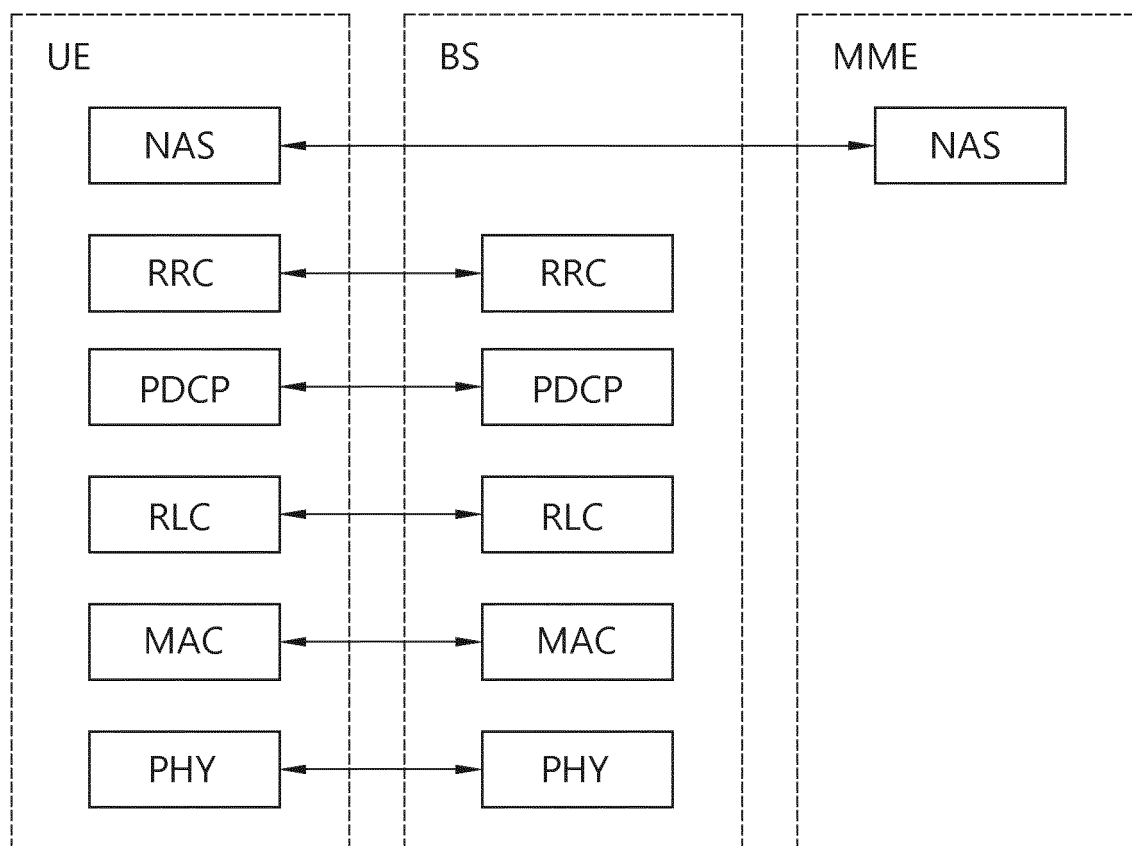 UE BS MME
NAS NAS
RRC RRC
PDCP PDCP
RLC RLC
MAC MAC
PHY PHY